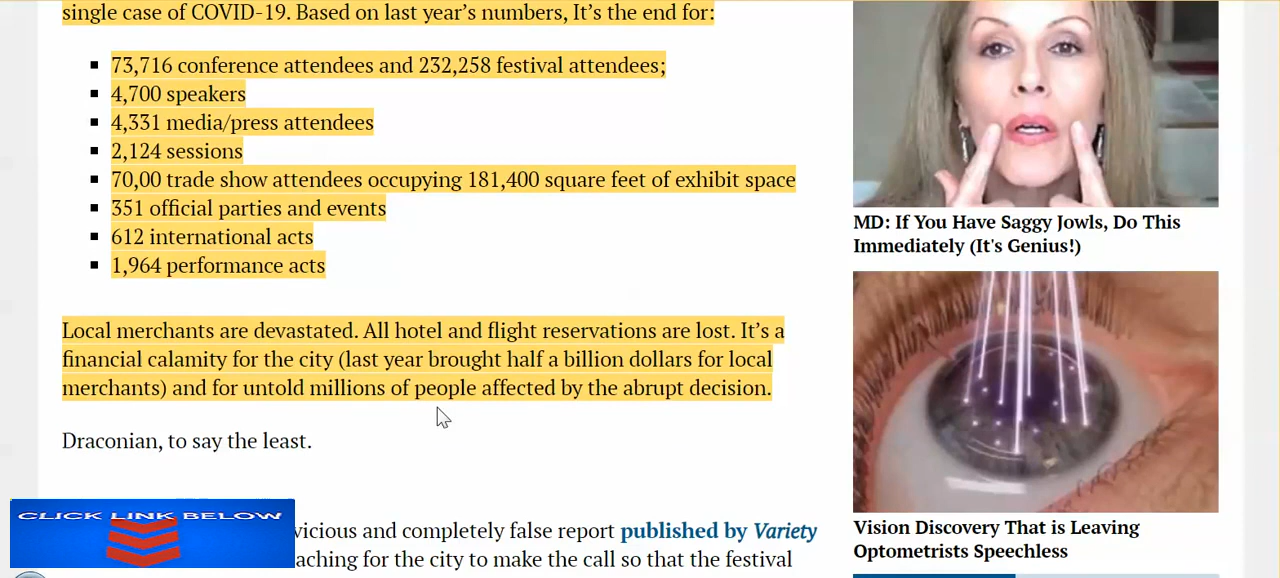 single case of COVID-19. Based on last year’s numbers, It’s the end for:
73,716 conference attendees and 232,258 festival attendees;
4,700 speakers
4,331 media/press attendees
2,124 sessions
70,00 trade show attendees occupying 181,400 square feet of exhibit space
351 official parties and events
612 international acts
1,964 performance acts
Local merchants are devastated. All hotel and flight reservations are lost. It’s a
financial calamity for the city (last year brought half a billion dollars for local
merchants) and for untold millions of people affected by the abrupt decision.
Draconian, to say the least.
vicious and completely false report published by Variety
aching for the city to make the call so that the festival
CLICK LINK BELOW
MD: If You Have Saggy Jowls, Do This
Immediately (It's Genius!)
Vision Discovery That is Leaving
Optometrists Speechless